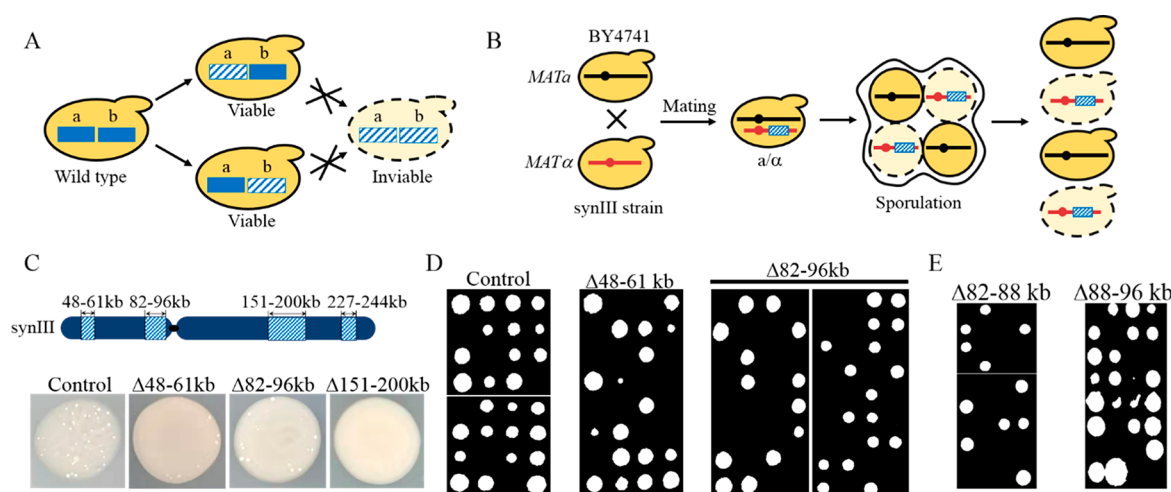 A
a b
Viable
a b
Wild type
a b
Inviable
a b
Viable
B
BY4741
MATa
Mating
a/α
MATα
synIII strain
Sporulation
C
48-61kb 82-96kb 151-200kb 227-244kb
synIII
Control Δ48-61kb Δ82-96kb Δ151-200kb
D
Control Δ48-61 kb Δ82-96kb
E
Δ82-88 kb Δ88-96 kb